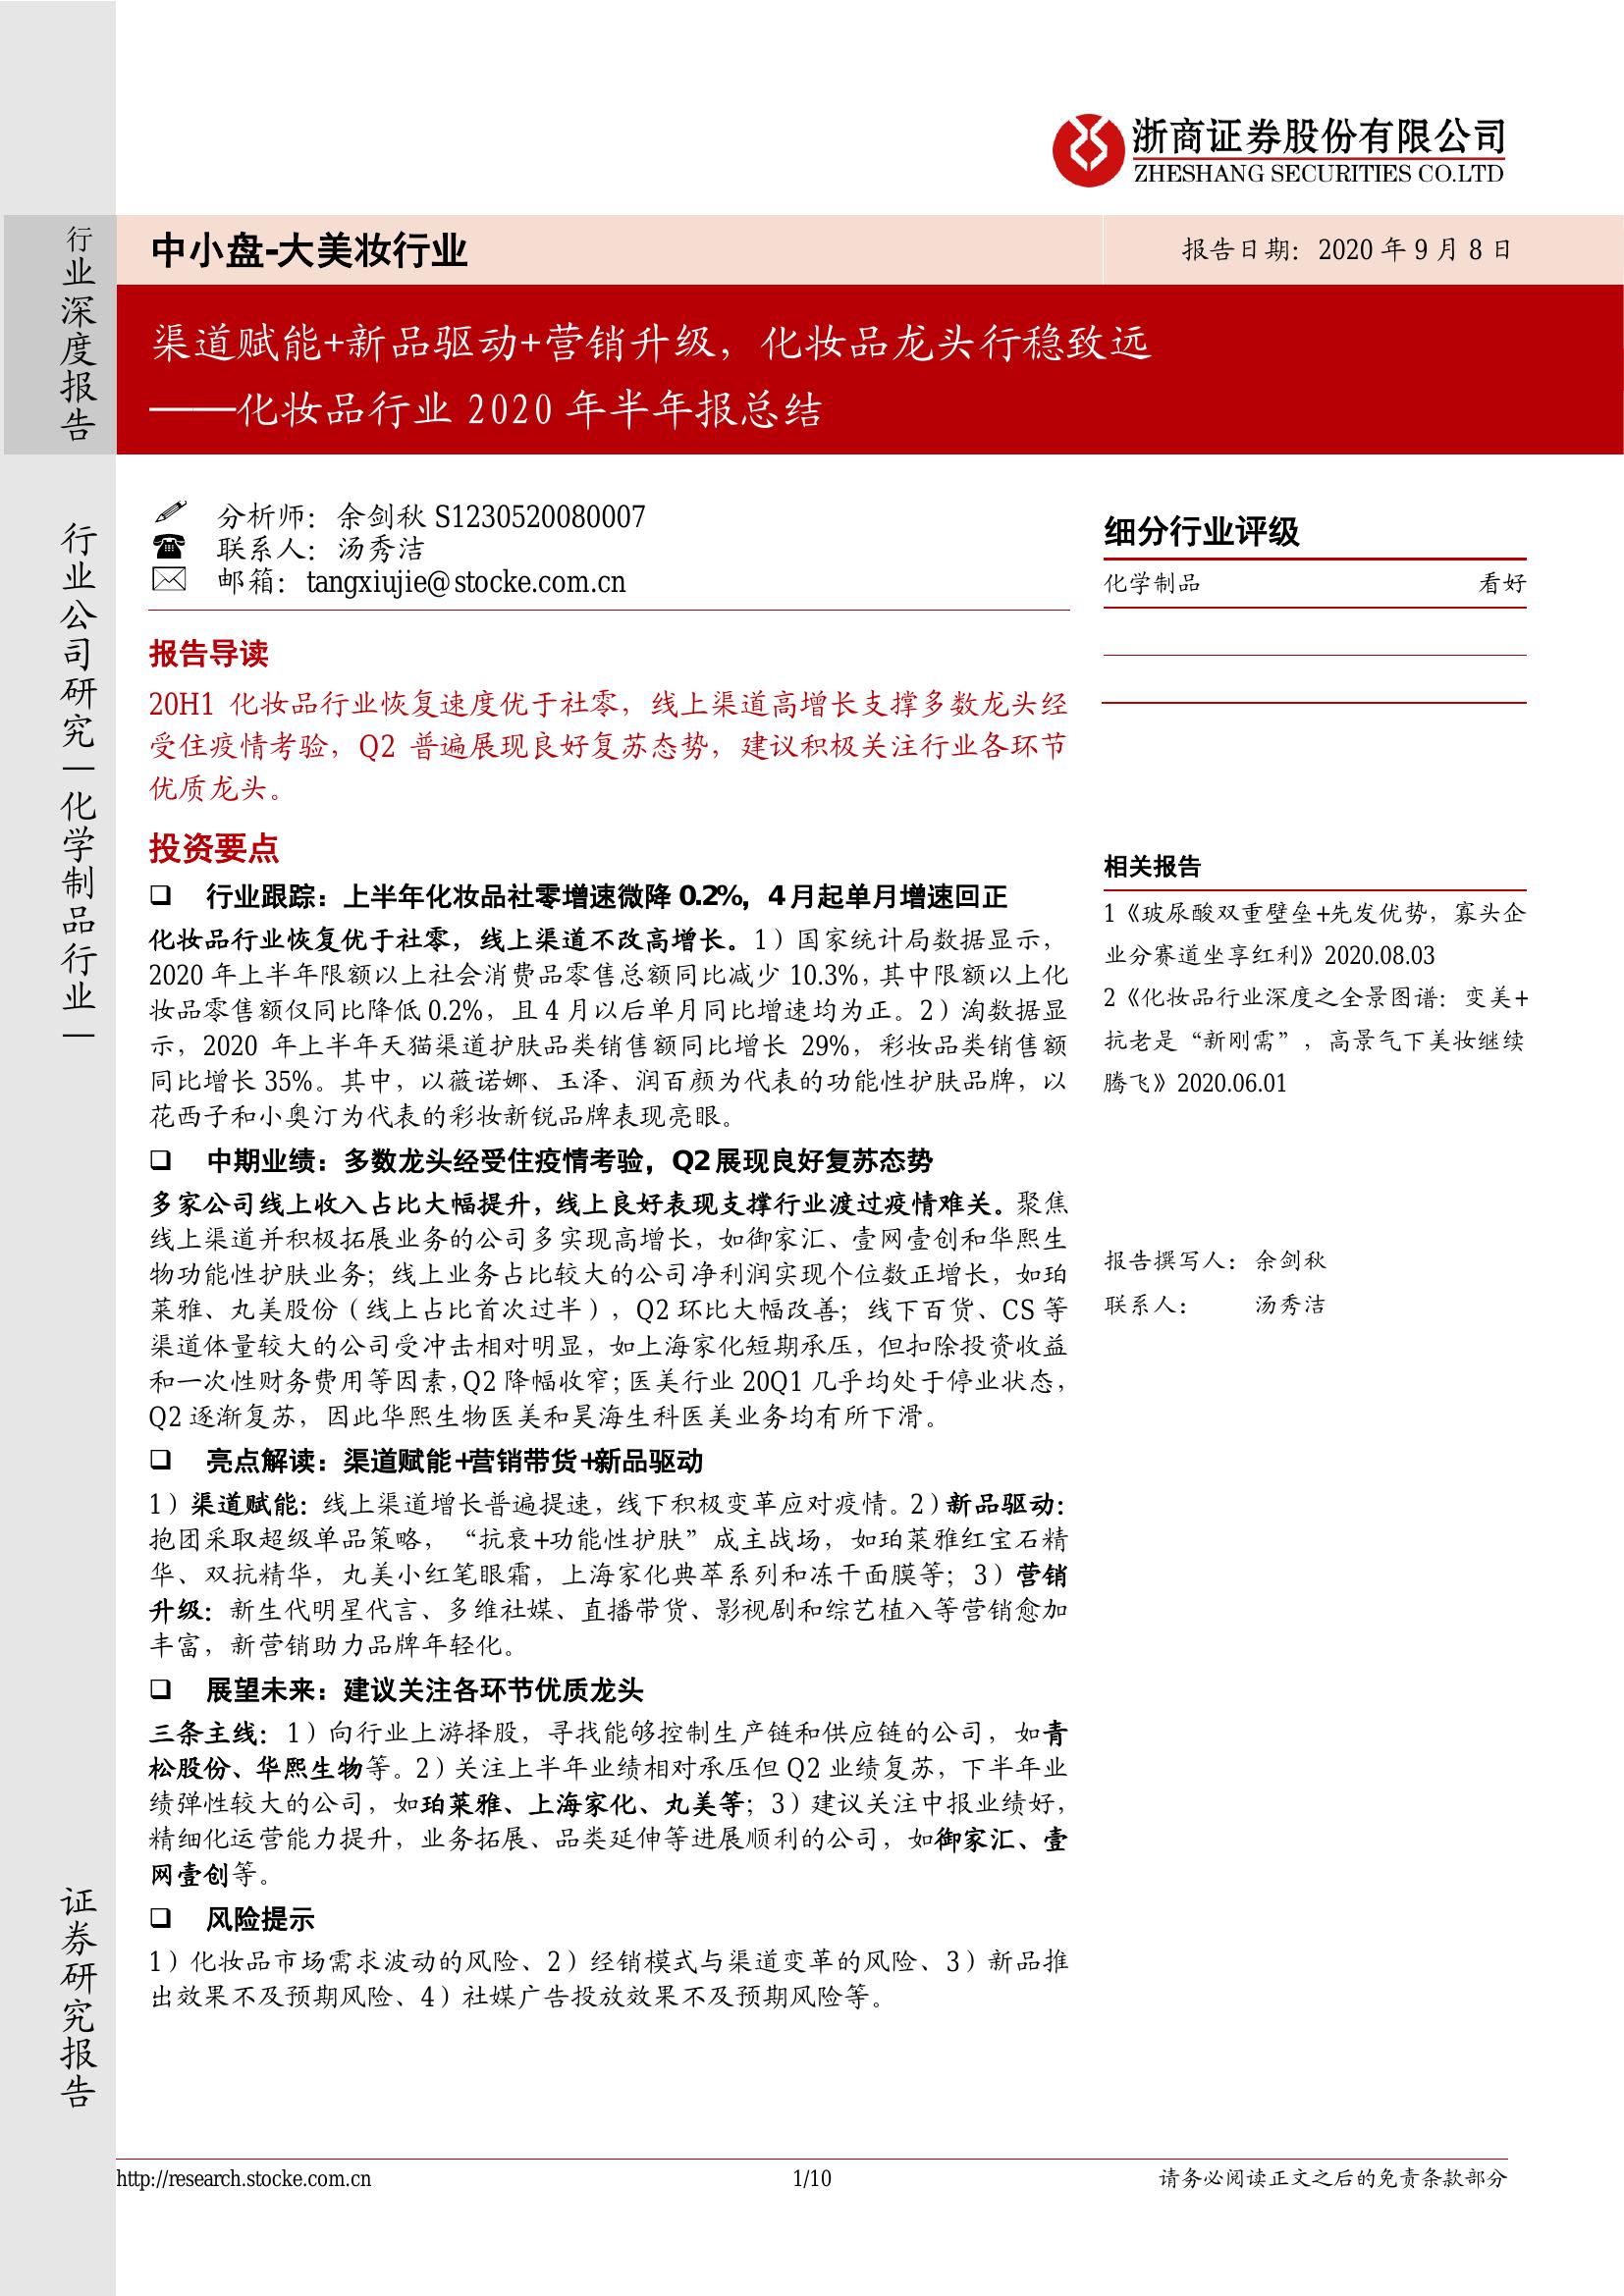 浙商证券股份有限公司
ZHESHANG SECURITIES CO.LTD
行业深度报告
行业公司研究|化学制品行业|
证券研究报告
中小盘-大美妆行业
报告日期：2020 年 9 月 8 日
渠道赋能+新品驱动+营销升级，化妆品龙头行稳致远
——化妆品行业 2020 年半年报总结
分析师：余剑秋 S1230520080007
联系人：汤秀洁
邮箱：tangxiujie@stocke.com.cn
报告导读
20H1 化妆品行业恢复速度优于社零，线上渠道高增长支撑多数龙头经
受住疫情考验，Q2 普遍展现良好复苏态势，建议积极关注行业各环节
优质龙头。
投资要点
❑ 行业跟踪：上半年化妆品社零增速微降 0.2%，4 月起单月增速回正
化妆品行业恢复优于社零，线上渠道不改高增长。1）国家统计局数据显示，
2020 年上半年限额以上社会消费品零售总额同比减少 10.3%，其中限额以上化
妆品零售额仅同比降低 0.2%，且 4 月以后单月同比增速均为正。2）淘数据显
示，2020 年上半年天猫渠道护肤品类销售额同比增长 29%，彩妆品类销售额
同比增长 35%。其中，以薇诺娜、玉泽、润百颜为代表的功能性护肤品牌，以
花西子和小奥汀为代表的彩妆新锐品牌表现亮眼。
❑ 中期业绩：多数龙头经受住疫情考验，Q2 展现良好复苏态势
多家公司线上收入占比大幅提升，线上良好表现支撑行业渡过疫情难关。聚焦
线上渠道并积极拓展业务的公司多实现高增长，如御家汇、壹网壹创和华熙生
物功能性护肤业务；线上业务占比较大的公司净利润实现个位数正增长，如珀
莱雅、丸美股份（线上占比首次过半），Q2 环比大幅改善；线下百货、CS 等
渠道体量较大的公司受冲击相对明显，如上海家化短期承压，但扣除投资收益
和一次性财务费用等因素，Q2 降幅收窄；医美行业 20Q1 几乎均处于停业状态，
Q2 逐渐复苏，因此华熙生物医美和昊海生科医美业务均有所下滑。
❑ 亮点解读：渠道赋能+营销带货+新品驱动
1）渠道赋能：线上渠道增长普遍提速，线下积极变革应对疫情。2）新品驱动：
抱团采取超级单品策略，“抗衰+功能性护肤”成主战场，如珀莱雅红宝石精
华、双抗精华，丸美小红笔眼霜，上海家化典萃系列和冻干面膜等；3）营销
升级：新生代明星代言、多维社媒、直播带货、影视剧和综艺植入等营销愈加
丰富，新营销助力品牌年轻化。
❑ 展望未来：建议关注各环节优质龙头
三条主线：1）向行业上游择股，寻找能够控制生产链和供应链的公司，如青
松股份、华熙生物等。2）关注上半年业绩相对承压但 Q2 业绩复苏，下半年业
绩弹性较大的公司，如珀莱雅、上海家化、丸美等；3）建议关注中报业绩好，
精细化运营能力提升，业务拓展、品类延伸等进展顺利的公司，如御家汇、壹
网壹创等。
❑ 风险提示
1）化妆品市场需求波动的风险、2）经销模式与渠道变革的风险、3）新品推
出效果不及预期风险、4）社媒广告投放效果不及预期风险等。
细分行业评级
化学制品 看好
相关报告
1《玻尿酸双重壁垒+先发优势，寡头企
业分赛道坐享红利》2020.08.03
2《化妆品行业深度之全景图谱：变美+
抗老是“新刚需”，高景气下美妆继续
腾飞》2020.06.01
报告撰写人：余剑秋
联系人： 汤秀洁
http://research.stocke.com.cn
1/10
请务必阅读正文之后的免责条款部分